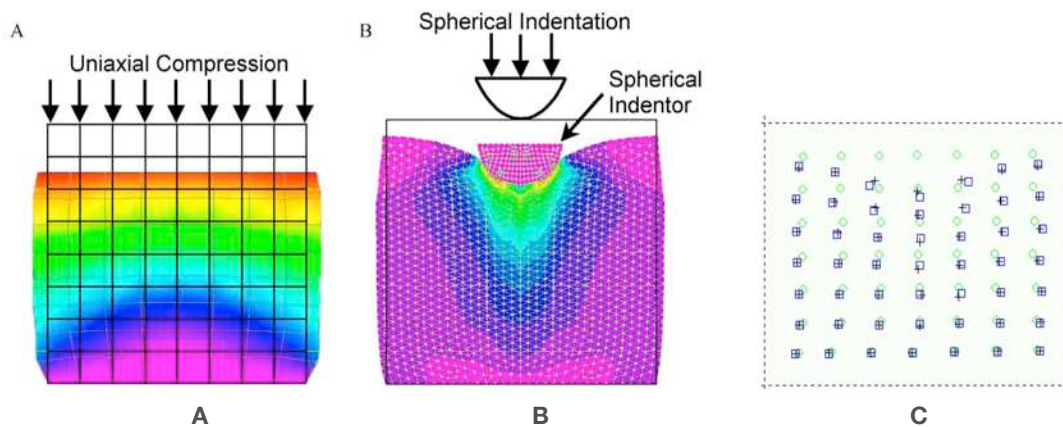 A
Uniaxial Compression
B
Spherical Indentation
Spherical
Indentor
A
B
C